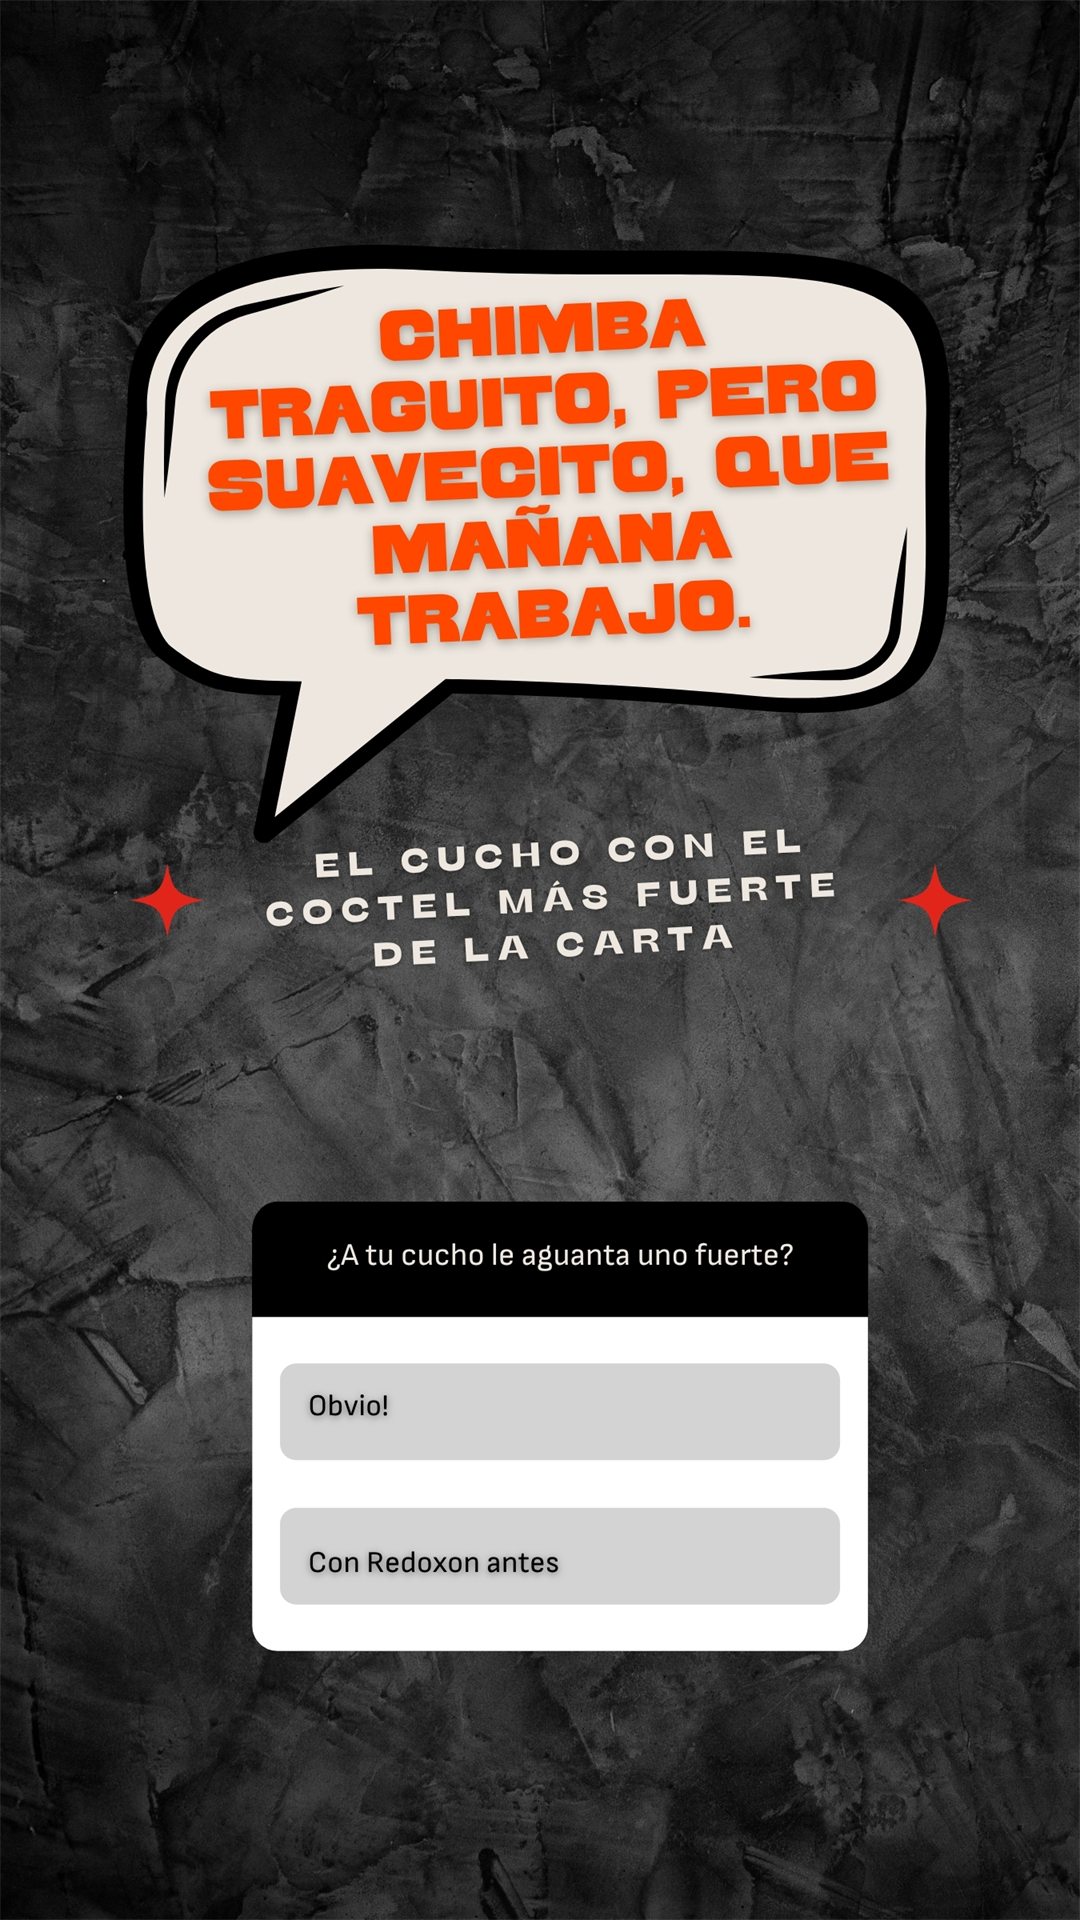 CHIMBA
TRAGUITO, PERO
SUAVECITO, QUE
MAÑANA
TRABAJO.
EL CUCHO CON EL
COCTEL MÁS FUERTE
DE LA CARTA
¿A tu cucho le aguanta uno fuerte?
Obvio!
Con Redoxon antes